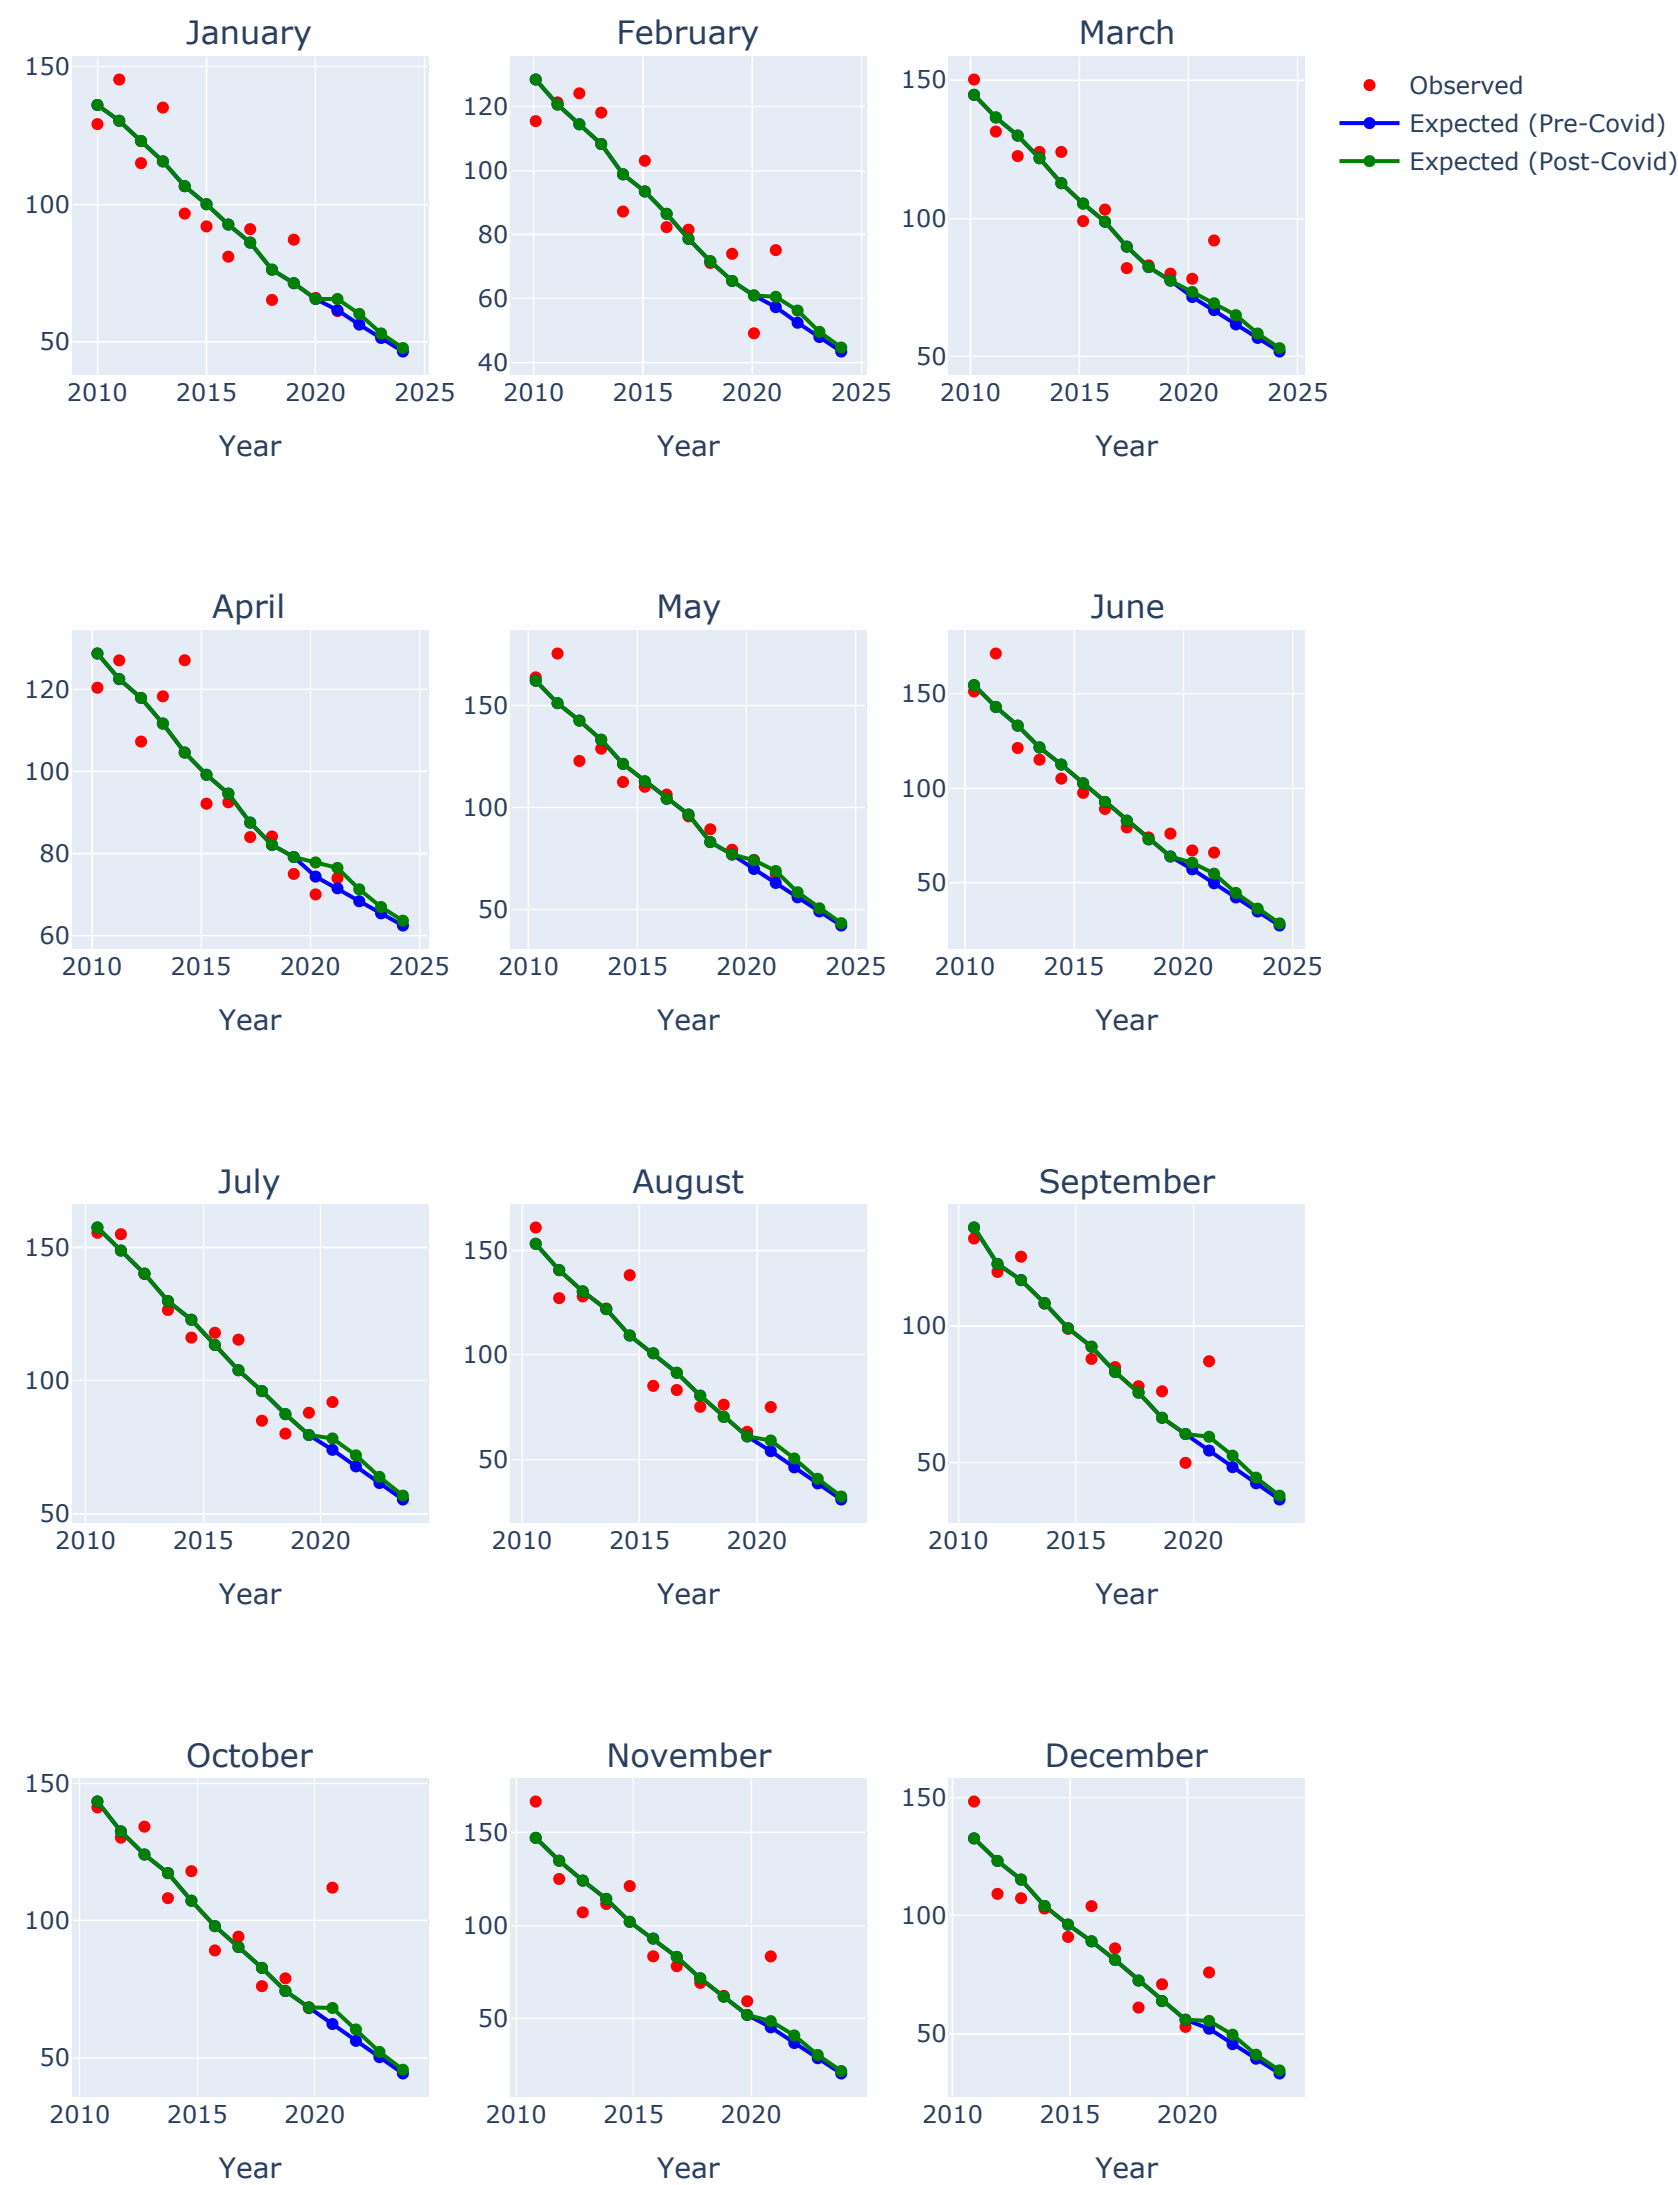 January February March
150
100
50
2010 2015 2020 2025
Year
120
100
80
60
40
2010 2015 2020 2025
Year
150
100
50
2010 2015 2020 2025
Year
Observed
Expected (Pre-Covid)
Expected (Post-Covid)
April May June
120
100
80
60
2010 2015 2020 2025
Year
150
100
50
2010 2015 2020 2025
Year
150
100
50
2010 2015 2020 2025
Year
July August September
150
100
50
2010 2015 2020
Year
150
100
50
2010 2015 2020
Year
100
50
2010 2015 2020
Year
October November December
150
100
50
2010 2015 2020
Year
150
100
50
2010 2015 2020
Year
150
100
50
2010 2015 2020
Year